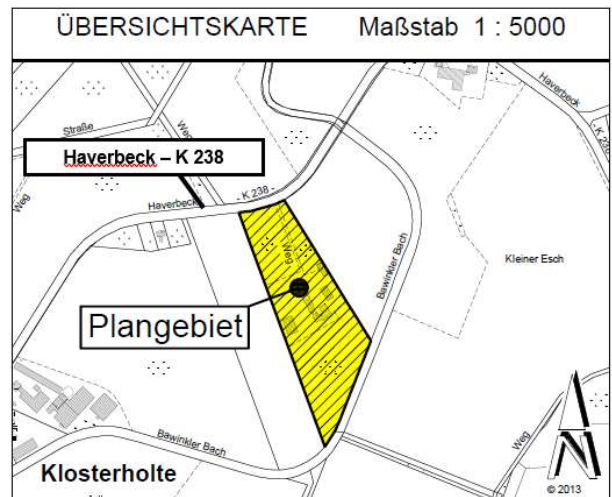 ÜBERSICHTSKARTE Maßstab 1 : 5000
Haverbeck
Straße
Weg
K 238
Haverbeck – K 238
- K 238 -
Haverbeck
Weg
Weg
Bawinkler Bach
Kleiner Esch
Plangebiet
Bawinkler Bach
Weg
Klosterholte
© 2013